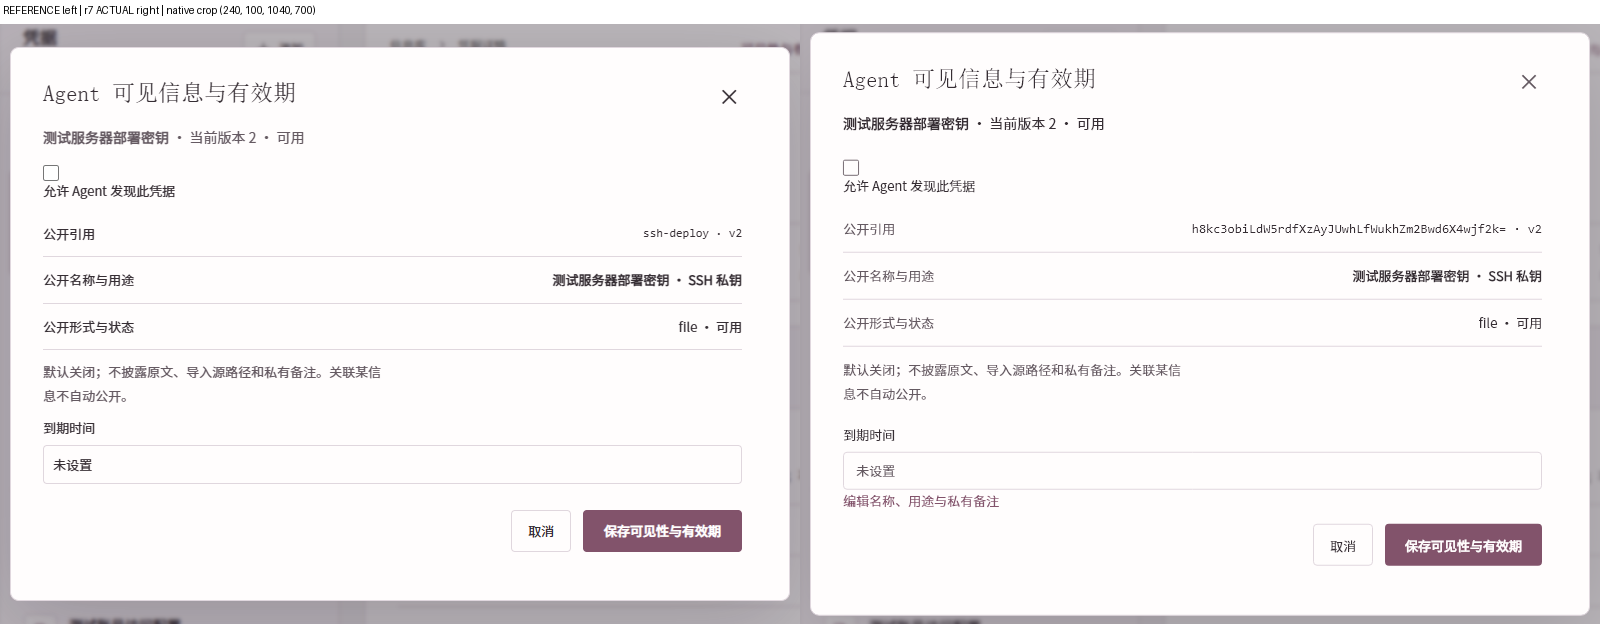 REFERENCE left | r7 ACTUAL right | native crop (240, 100, 1040, 700)
凭据
Agent 可见信息与有效期
测试服务器部署密钥 · 当前版本 2 · 可用
允许 Agent 发现此凭据
公开引用
ssh-deploy · v2
公开名称与用途
测试服务器部署密钥 · SSH 私钥
公开形式与状态
file · 可用
默认关闭；不披露原文、导入源路径和私有备注。关联某信
息不自动公开。
到期时间
未设置
取消
保存可见性与有效期
Agent 可见信息与有效期
测试服务器部署密钥 · 当前版本 2 · 可用
允许 Agent 发现此凭据
公开引用
h8kc3obiLdW5rdfXzAyJUwhLfWukhZm2Bwd6X4wjf2k= · v2
公开名称与用途
测试服务器部署密钥 · SSH 私钥
公开形式与状态
file · 可用
默认关闭；不披露原文、导入源路径和私有备注。关联某信
息不自动公开。
到期时间
未设置
编辑名称、用途与私有备注
取消
保存可见性与有效期